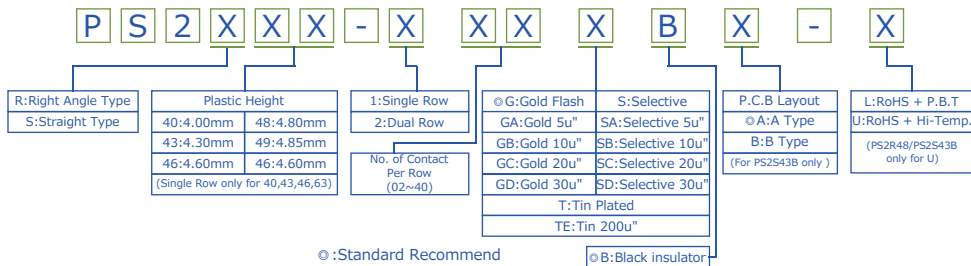 P S 2 X X X - X X X X B X - X
R:Right Angle Type
S:Straight Type
Plastic Height
40:4.00mm 48:4.80mm
43:4.30mm 49:4.85mm
46:4.60mm 46:4.60mm
(Single Row only for 40,43,46,63)
1:Single Row
2:Dual Row
No. of Contact
Per Row
(02~40)
◎G:Gold Flash S:Selective
GA:Gold 5u" SA:Selective 5u"
GB:Gold 10u" SB:Selective 10u"
GC:Gold 20u" SC:Selective 20u"
GD:Gold 30u" SD:Selective 30u"
T:Tin Plated
TE:Tin 200u"
◎B:Black insulator
P.C.B Layout
◎A:A Type
B:B Type
(For PS2S43B only )
L:RoHS + P.B.T
U:RoHS + Hi-Temp.
(PS2R48/PS2S43B
only for U)
◎:Standard Recommend